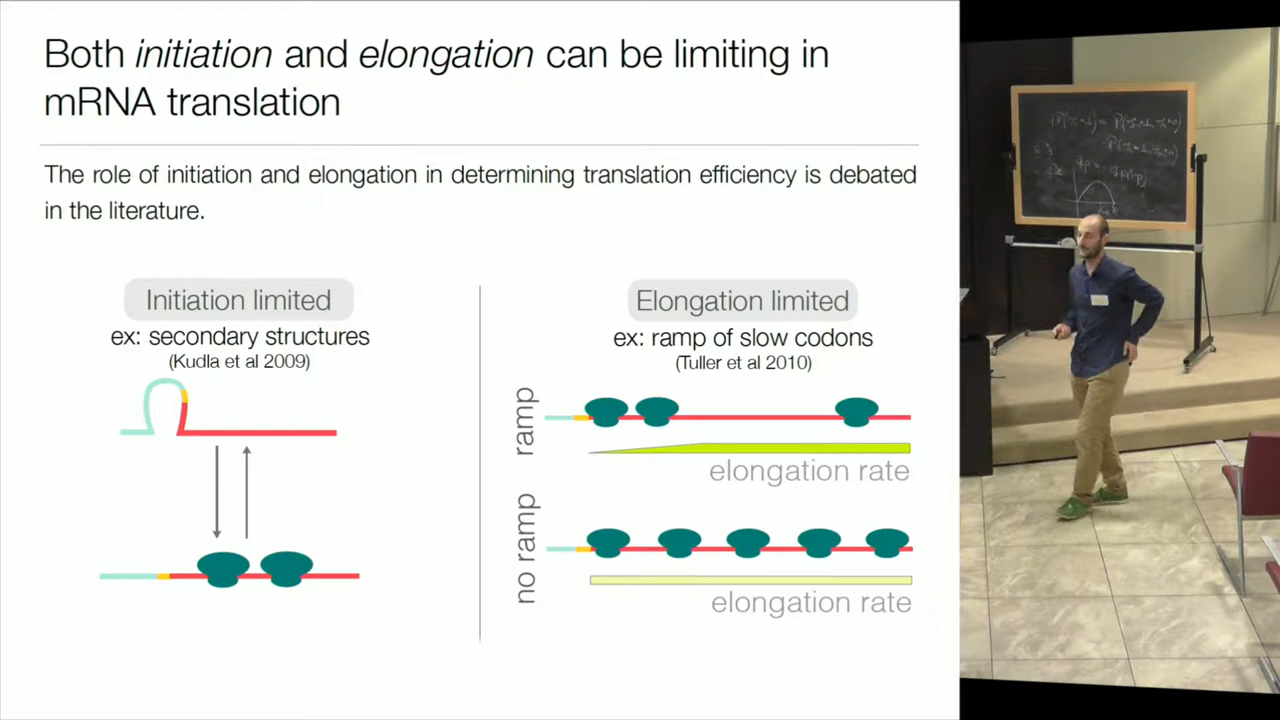 Both initiation and elongation can be limiting in
mRNA translation
The role of initiation and elongation in determining translation efficiency is debated
in the literature.
Initiation limited
ex: secondary structures
(Kudla et al 2009)
Elongation limited
ex: ramp of slow codons
(Tuller et al 2010)
ramp
elongation rate
no ramp
elongation rate